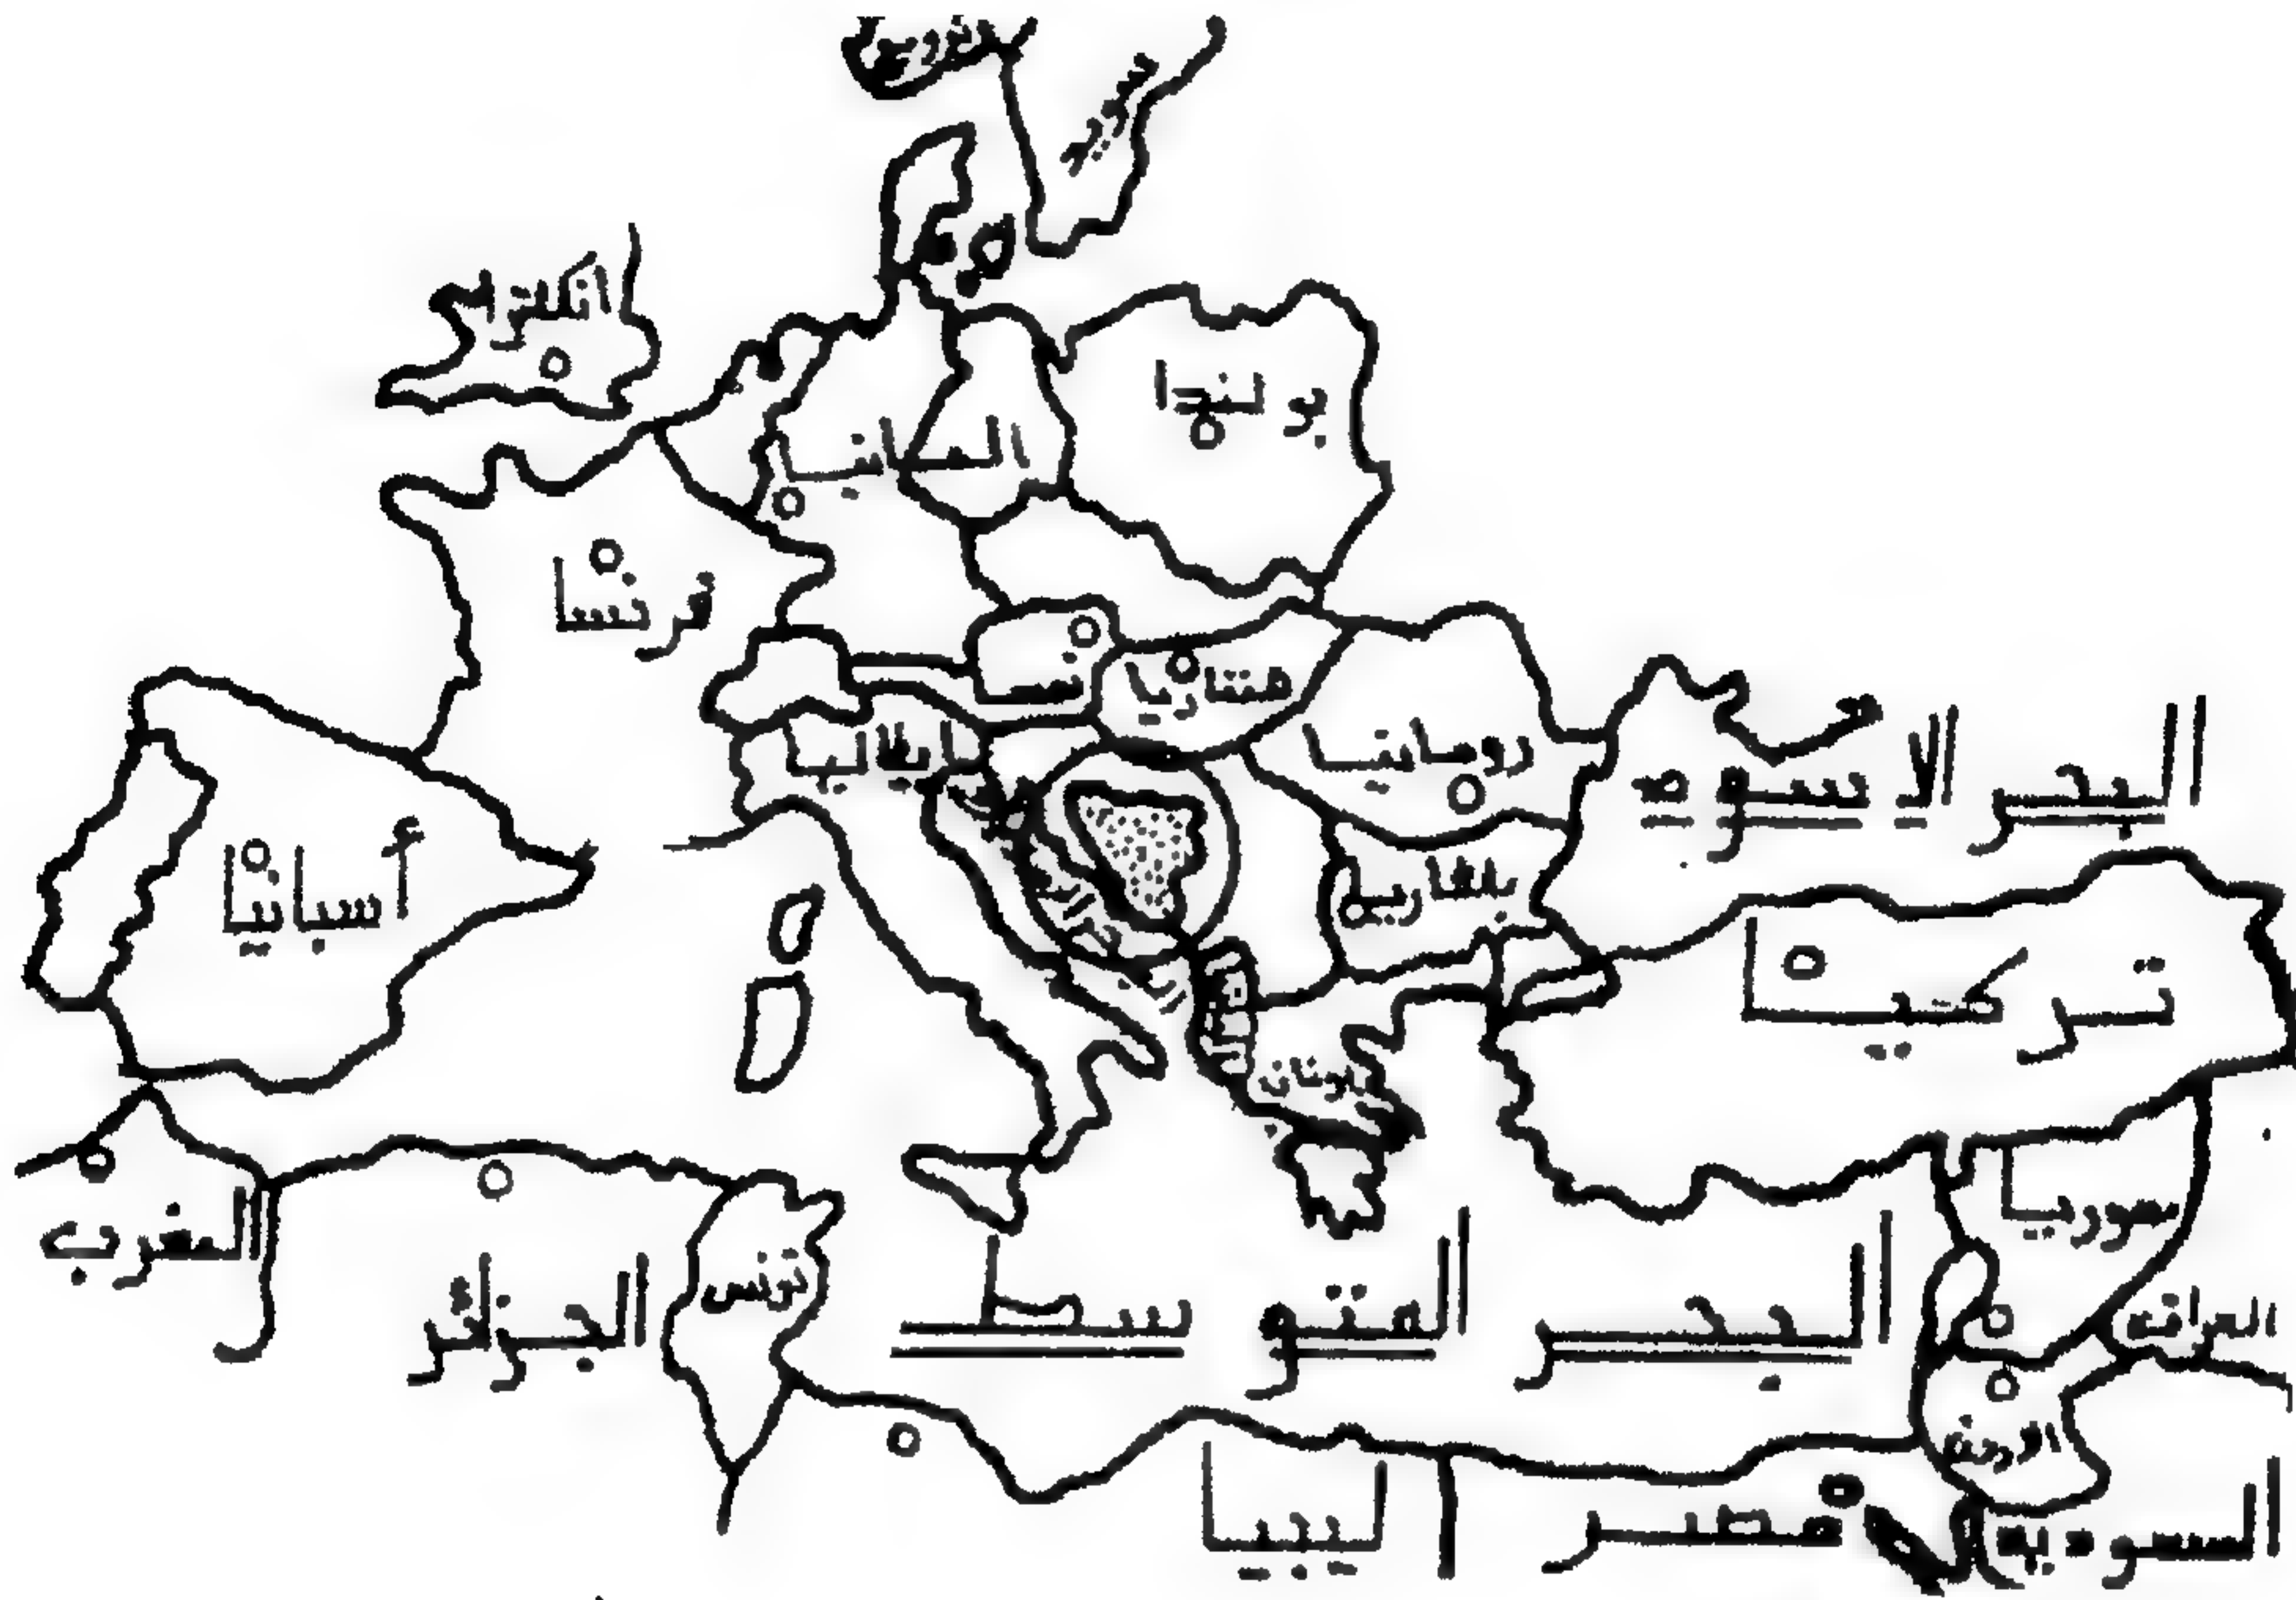 السويد
انكلترا
بولندا
المانيا
فرنسا
نمسا
هنغاريا
ايطاليا
رومانيا
البحر الاسود
أسبانيا
بلغاريا
تركيا
اليونان
المغرب
الجزائر
تونس
البحر المتوسط
سوريا
العراق
الاردن
ليبيا
مصر
السعودية